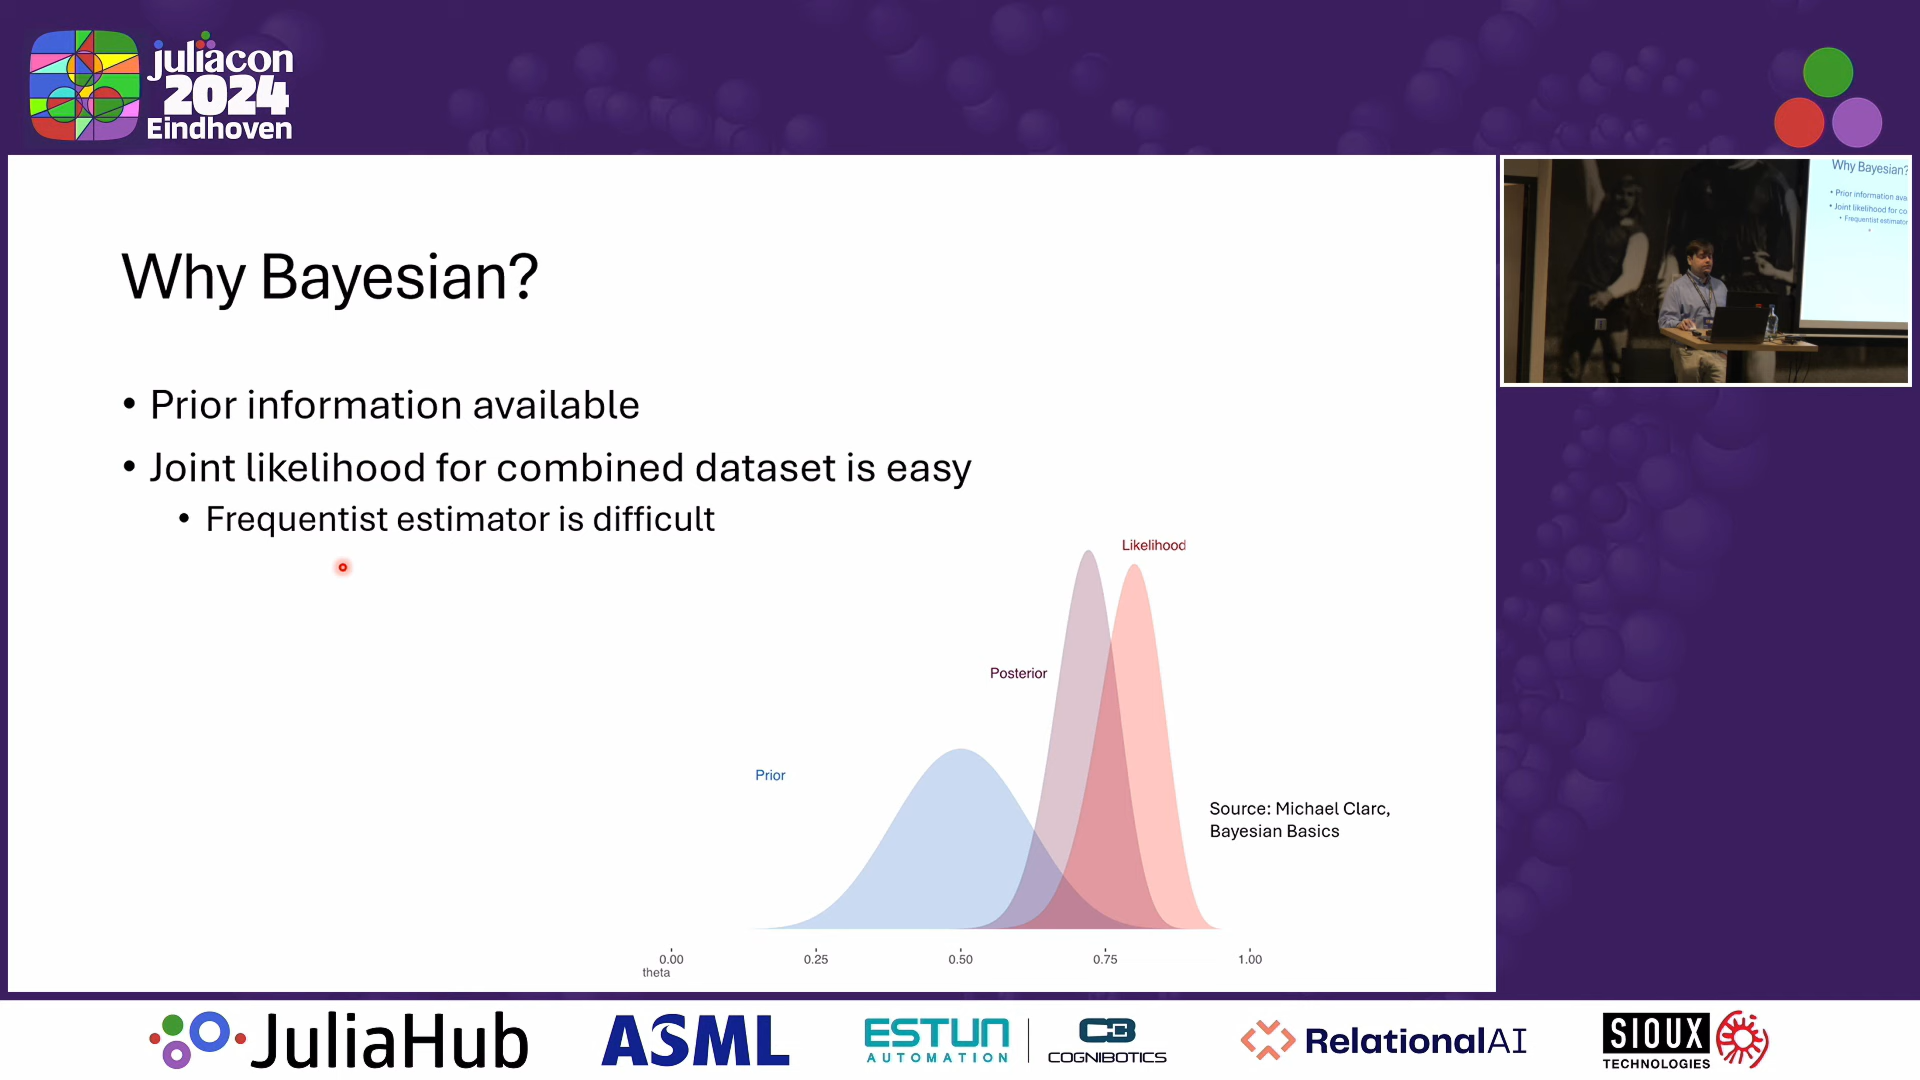 juliacon
2024
Eindhoven
Why Bayesian?
• Prior information available
• Joint likelihood for combined dataset is easy
• Frequentist estimator is difficult
Likelihood
Posterior
Prior
Source: Michael Clarc,
Bayesian Basics
0.00 0.25 0.50 0.75 1.00
theta
Why Bayesian?
• Prior information ava
• Joint likelihood for co
• Frequentist estimator
JuliaHub
ASML
ESTUN
AUTOMATION
COGNIBOTICS
RelationalAI
SIOUX
TECHNOLOGIES